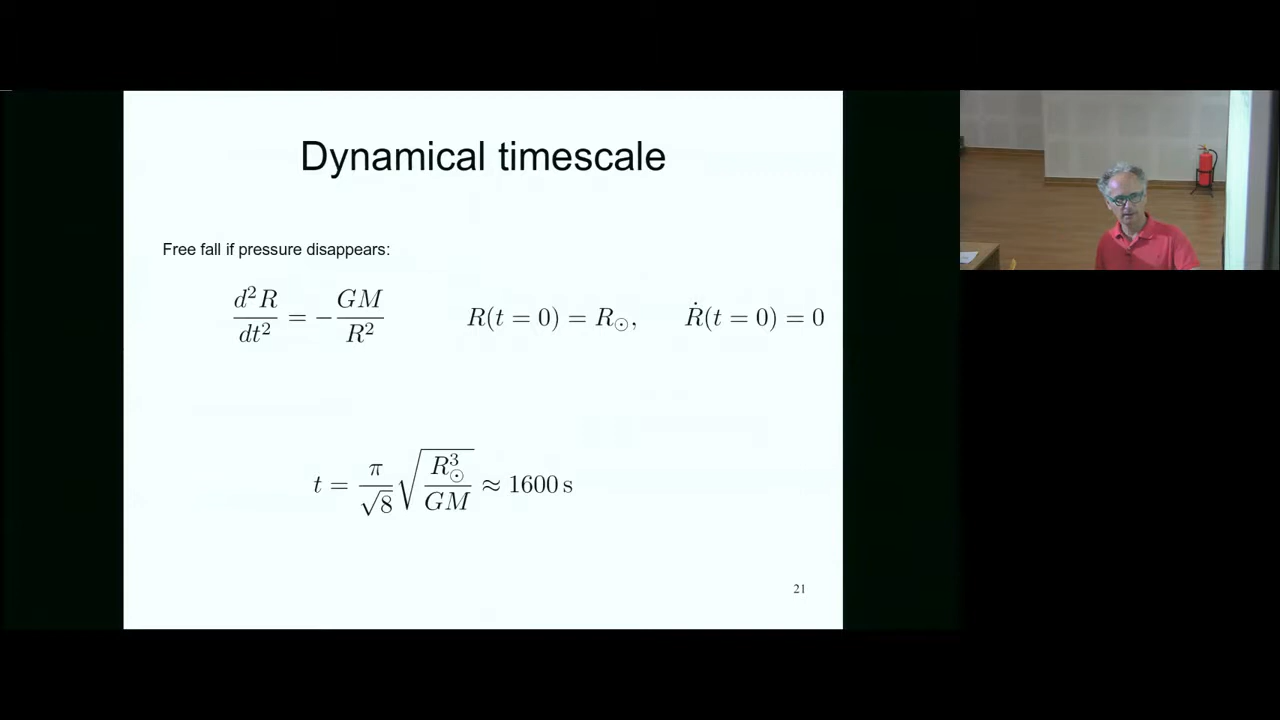 Dynamical timescale
Free fall if pressure disappears:
d²R/dt² = −GM/R²    R(t = 0) = R⊙,    Ṙ(t = 0) = 0
t = π/√8 √(R⊙³/GM) ≈ 1600 s
21